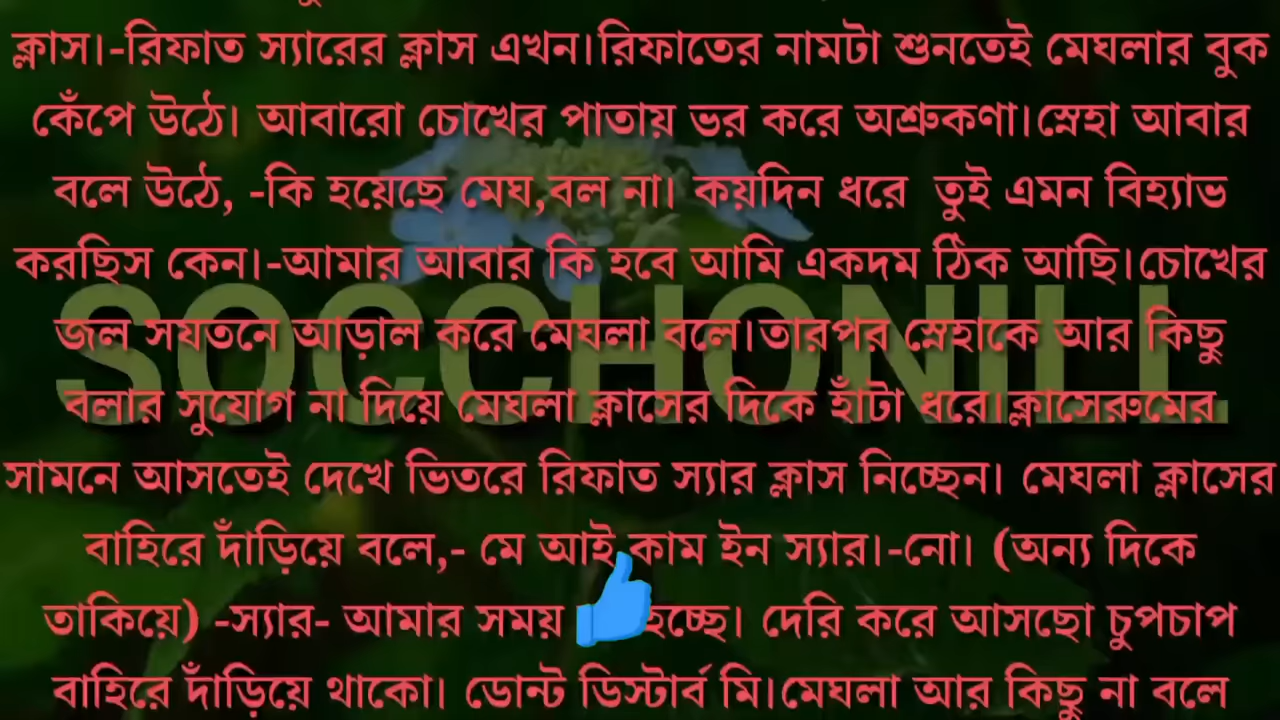 ক্লাস।-রিফাত স্যারের ক্লাস এখন।রিফাতের নামটা শুনতেই মেঘলার বুক
কেঁপে উঠে। আবারো চোখের পাতায় ভর করে অশ্রুকণা।স্নেহা আবার
বলে উঠে, -কি হয়েছে মেঘ,বল না। কয়দিন ধরে তুই এমন বিহ্যাভ
করছিস কেন।-আমার আবার কি হবে আমি একদম ঠিক আছি।চোখের
জল সযতনে আড়াল করে মেঘলা বলে।তারপর স্নেহাকে আর কিছু
SOCCHONILL
বলার সুযোগ না দিয়ে মেঘলা ক্লাসের দিকে হাঁটা ধরে।ক্লাসেরুমের
সামনে আসতেই দেখে ভিতরে রিফাত স্যার ক্লাস নিচ্ছেন। মেঘলা ক্লাসের
বাহিরে দাঁড়িয়ে বলে,- মে আই কাম ইন স্যার।-নো। (অন্য দিকে
তাকিয়ে) -স্যার- আমার সময় হচ্ছে। দেরি করে আসছো চুপচাপ
বাহিরে দাঁড়িয়ে থাকো। ডোন্ট ডিস্টার্ব মি।মেঘলা আর কিছু না বলে